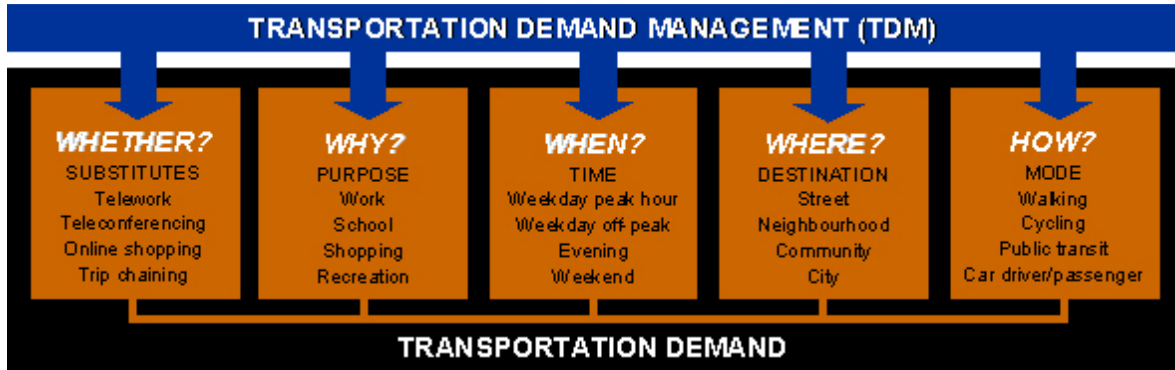 TRANSPORTATION DEMAND MANAGEMENT (TDM)
WHETHER?
SUBSTITUTES
Telework
Teleconferencing
Online shopping
Trip chaining
WHY?
PURPOSE
Work
School
Shopping
Recreation
WHEN?
TIME
Weekday peak hour
Weekday off-peak
Evening
Weekend
WHERE?
DESTINATION
Street
Neighbourhood
Community
City
HOW?
MODE
Walking
Cycling
Public transit
Car driver/passenger
TRANSPORTATION DEMAND